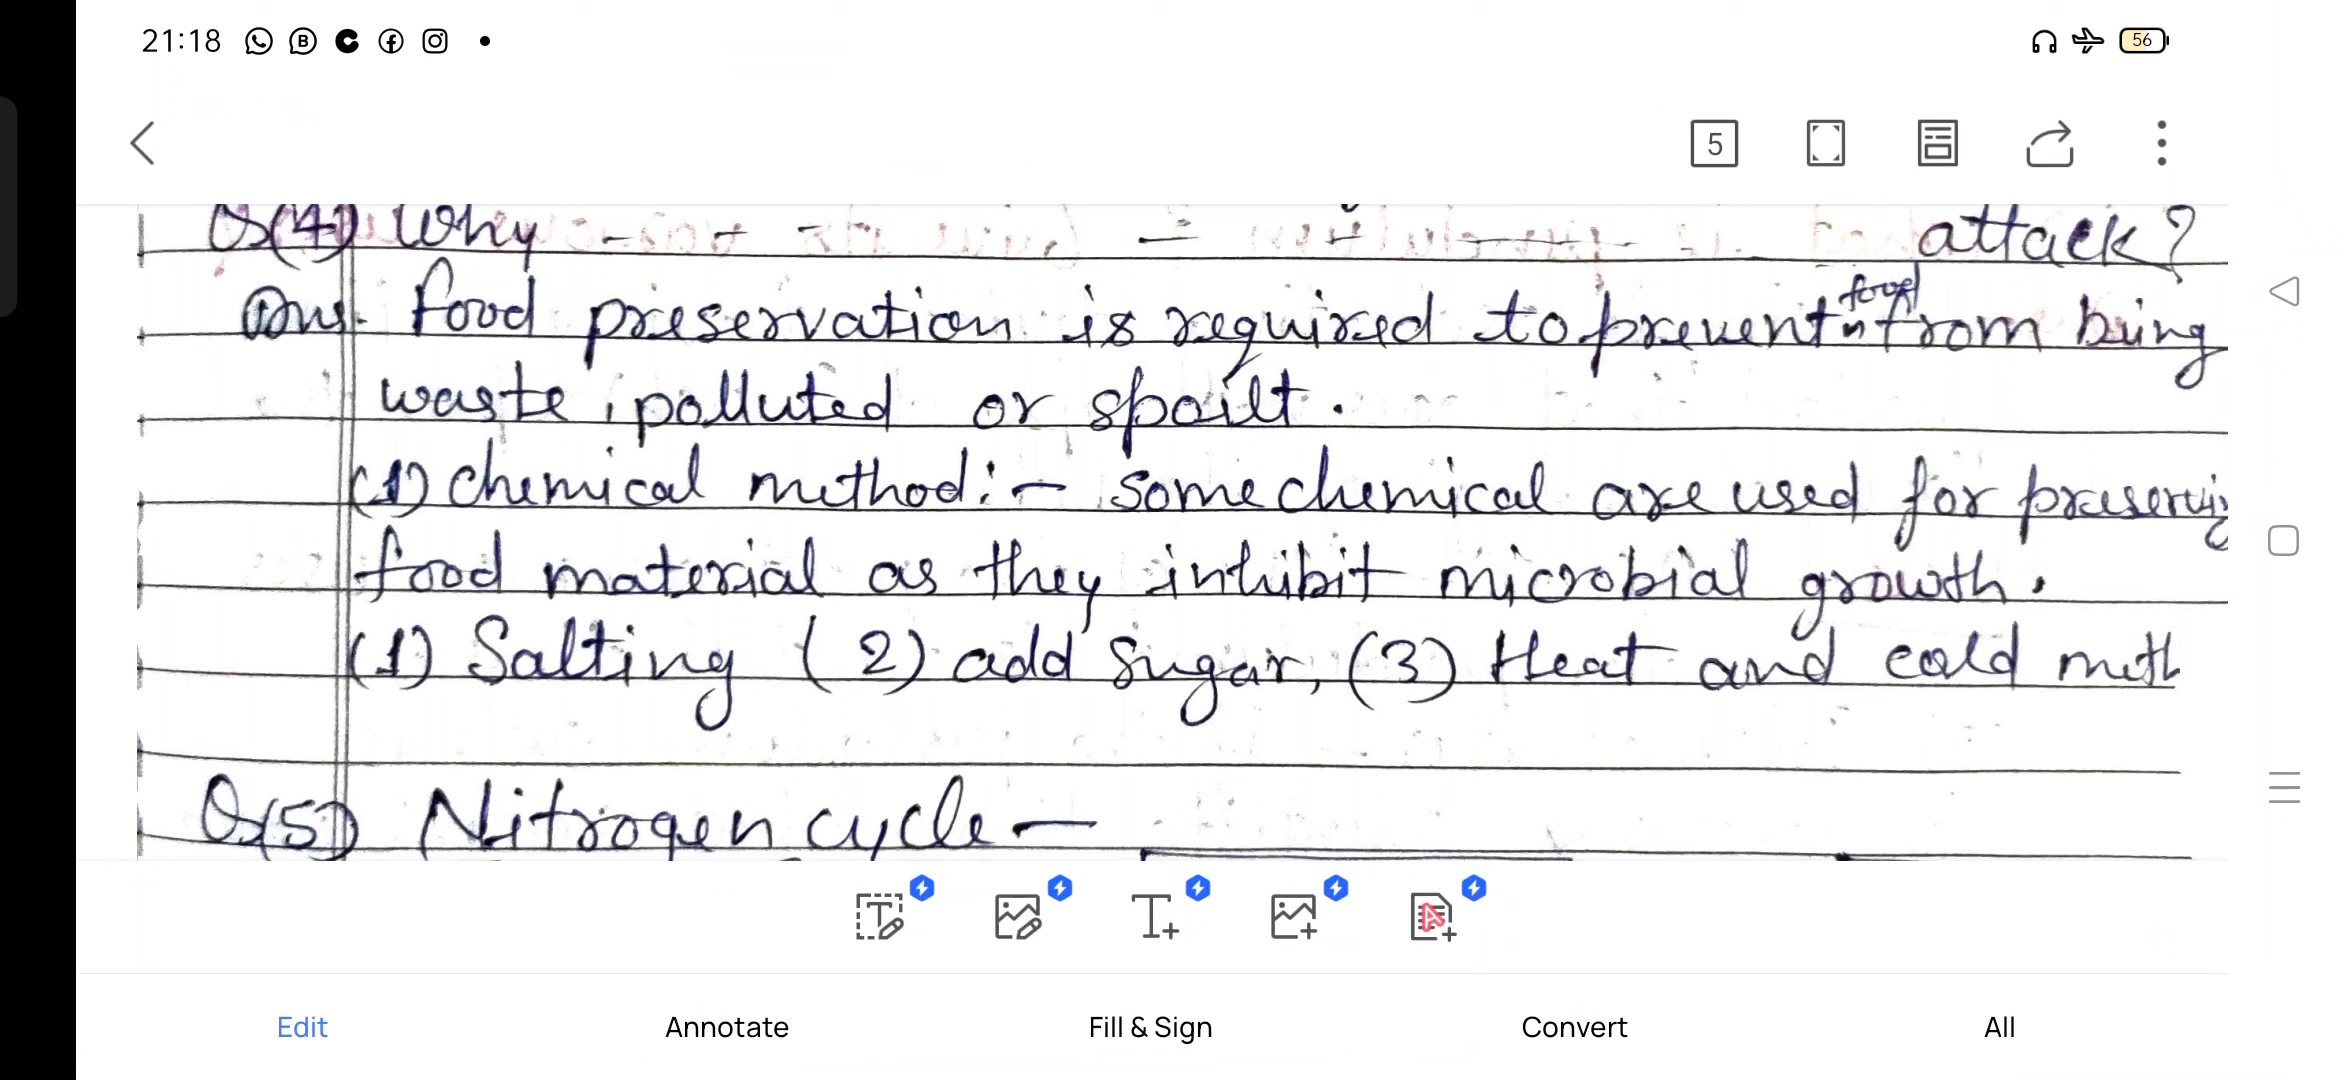 21:18 56
5
Q(4) Why - - - - attack?
Ans. food preservation is required to prevent food from being
waste, polluted or spoilt.
(1) chemical method:- some chemical are used for preserving
food material as they inhibit microbial growth.
(1) Salting (2) add sugar, (3) Heat and cold meth
Q(5) Nitrogen cycle -
Edit Annotate Fill & Sign Convert All